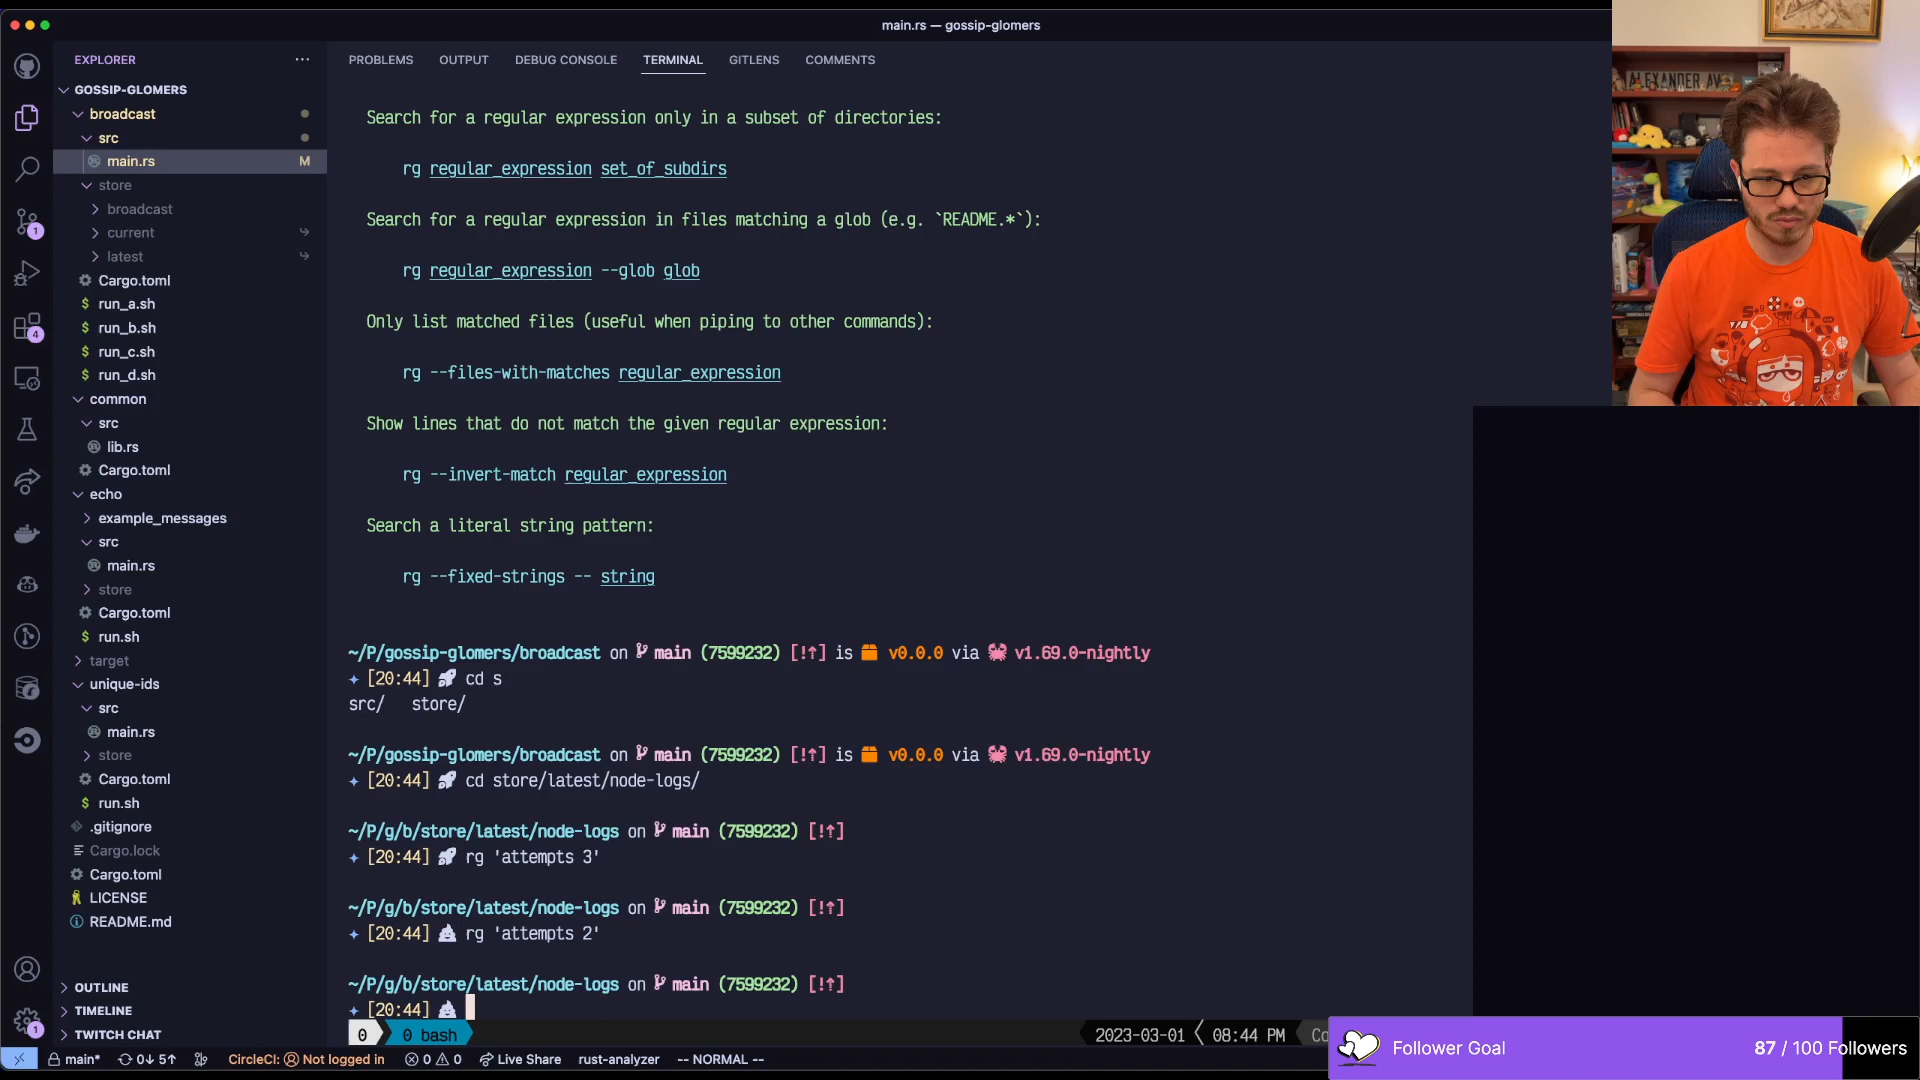 main.rs — gossip-glomers
EXPLORER
GOSSIP-GLOMERS
broadcast
src
main.rs M
store
broadcast
current
latest
Cargo.toml
run_a.sh
run_b.sh
run_c.sh
run_d.sh
common
src
lib.rs
Cargo.toml
echo
example_messages
src
main.rs
store
Cargo.toml
run.sh
target
unique-ids
src
main.rs
store
Cargo.toml
run.sh
.gitignore
Cargo.lock
Cargo.toml
LICENSE
README.md
OUTLINE
TIMELINE
TWITCH CHAT
1
4
1
PROBLEMS OUTPUT DEBUG CONSOLE TERMINAL GITLENS COMMENTS
Search for a regular expression only in a subset of directories:
rg regular_expression set_of_subdirs
Search for a regular expression in files matching a glob (e.g. `README.*`):
rg regular_expression --glob glob
Only list matched files (useful when piping to other commands):
rg --files-with-matches regular_expression
Show lines that do not match the given regular expression:
rg --invert-match regular_expression
Search a literal string pattern:
rg --fixed-strings -- string
~/P/gossip-glomers/broadcast on main (7599232) [!↑] is v0.0.0 via v1.69.0-nightly
[20:44] cd s
src/ store/
~/P/gossip-glomers/broadcast on main (7599232) [!↑] is v0.0.0 via v1.69.0-nightly
[20:44] cd store/latest/node-logs/
~/P/g/b/store/latest/node-logs on main (7599232) [!↑]
[20:44] rg 'attempts 3'
~/P/g/b/store/latest/node-logs on main (7599232) [!↑]
[20:44] rg 'attempts 2'
~/P/g/b/store/latest/node-logs on main (7599232) [!↑]
[20:44]
0 0 bash 2023-03-01 08:44 PM Co
main* 0↓ 5↑ CircleCI: Not logged in 0 0 Live Share rust-analyzer -- NORMAL --
ALEXANDER AV
Follower Goal 87 / 100 Followers